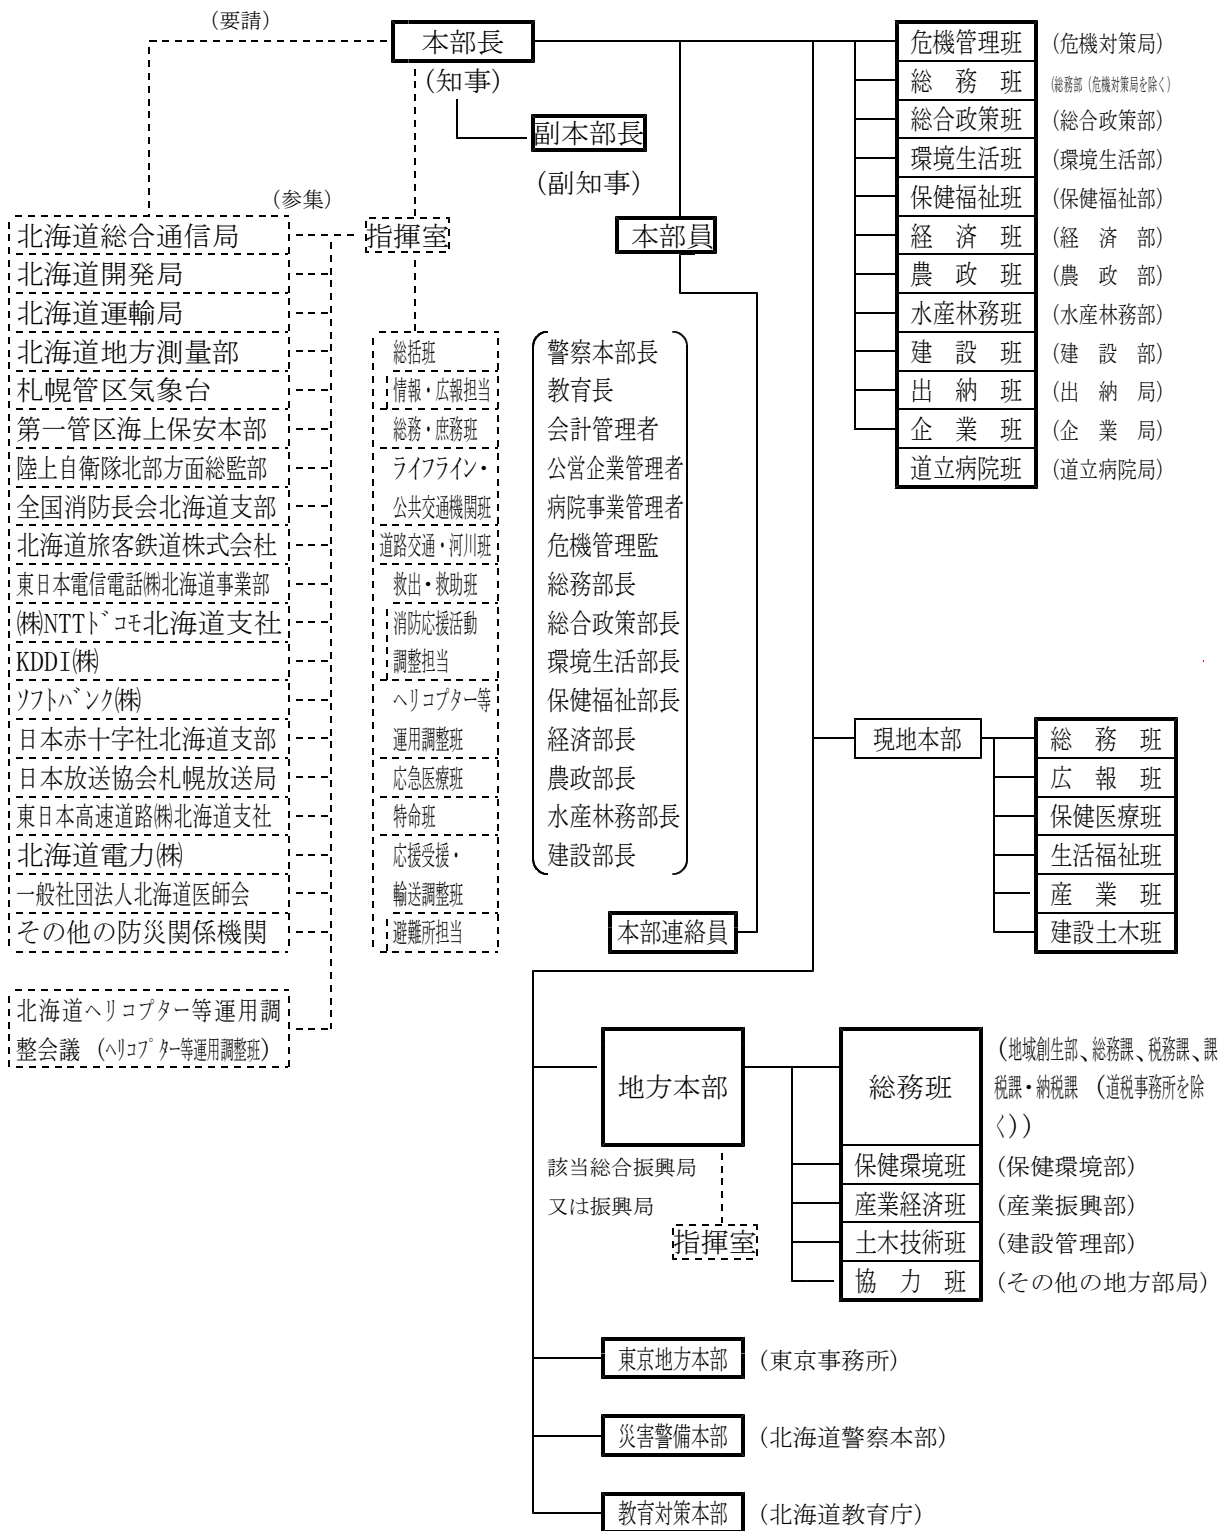 (要請)
本部長
(知事)
副本部長
(副知事)
(参集)
指揮室
本部員
北海道総合通信局
北海道開発局
北海道運輸局
北海道地方測量部
札幌管区気象台
第一管区海上保安本部
陸上自衛隊北部方面総監部
全国消防長会北海道支部
北海道旅客鉄道株式会社
東日本電信電話㈱北海道事業部
㈱NTTドコモ北海道支社
KDDI㈱
ソフトバンク㈱
日本赤十字社北海道支部
日本放送協会札幌放送局
東日本高速道路㈱北海道支社
北海道電力㈱
一般社団法人北海道医師会
その他の防災関係機関
北海道ヘリコプター等運用調
整会議 (ヘリコプター等運用調整班)
総括班
情報・広報担当
総務・庶務班
ライフライン・
公共交通機関班
道路交通・河川班
救出・救助班
消防応援活動
調整担当
ヘリコプター等
運用調整班
応急医療班
特命班
応援受援・
輸送調整班
避難所担当
警察本部長
教育長
会計管理者
公営企業管理者
病院事業管理者
危機管理監
総務部長
総合政策部長
環境生活部長
保健福祉部長
経済部長
農政部長
水産林務部長
建設部長
本部連絡員
危機管理班 (危機対策局)
総務班 (総務部(危機対策局を除く)
総合政策班 (総合政策部)
環境生活班 (環境生活部)
保健福祉班 (保健福祉部)
経済班 (経済部)
農政班 (農政部)
水産林務班 (水産林務部)
建設班 (建設部)
出納班 (出納局)
企業班 (企業局)
道立病院班 (道立病院局)
現地本部
総務班
広報班
保健医療班
生活福祉班
産業班
建設土木班
地方本部
該当総合振興局
又は振興局
指揮室
総務班
(地域創生部、総務課、税務課、課
税課・納税課 (道税事務所を除
く))
保健環境班 (保健環境部)
産業経済班 (産業振興部)
土木技術班 (建設管理部)
協力班 (その他の地方部局)
東京地方本部 (東京事務所)
災害警備本部 (北海道警察本部)
教育対策本部 (北海道教育庁)